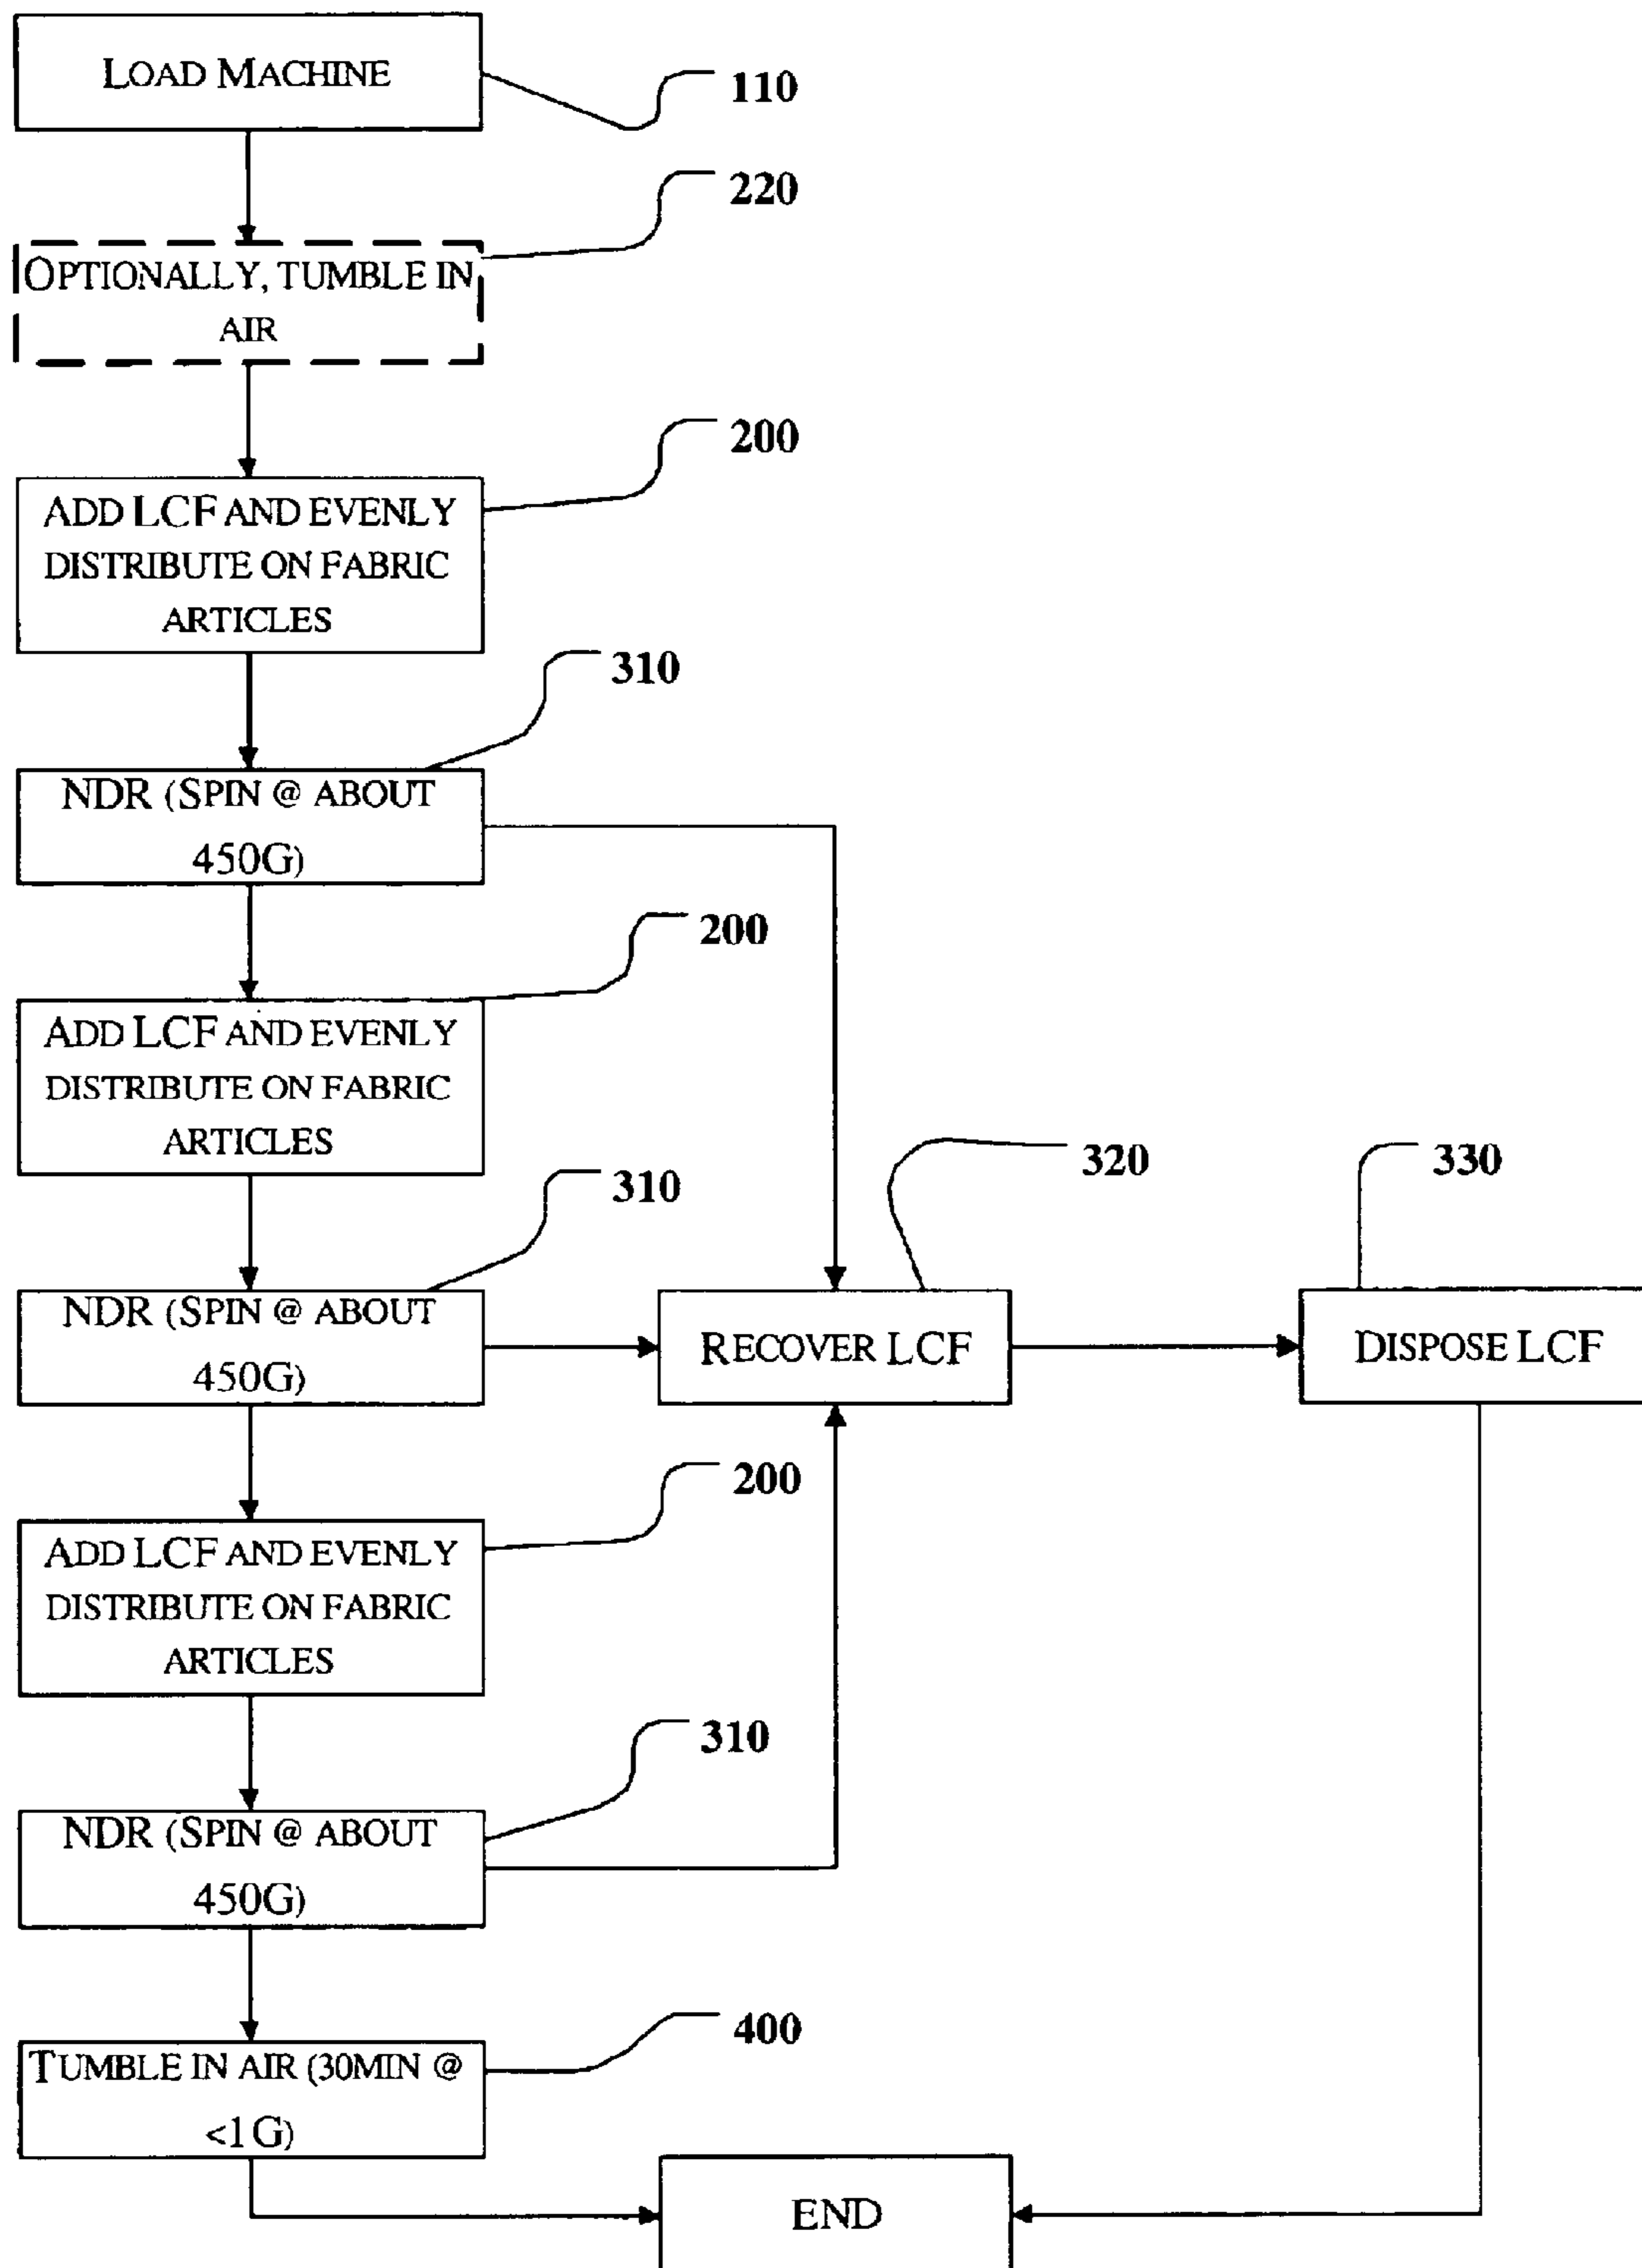 LOAD MACHINE
110
220
OPTIONALLY, TUMBLE IN
AIR
200
ADD LCF AND EVENLY
DISTRIBUTE ON FABRIC
ARTICLES
310
NDR (SPIN @ ABOUT
450G)
200
ADD LCF AND EVENLY
DISTRIBUTE ON FABRIC
ARTICLES
310
NDR (SPIN @ ABOUT
450G)
320
RECOVER LCF
330
DISPOSE LCF
200
ADD LCF AND EVENLY
DISTRIBUTE ON FABRIC
ARTICLES
310
NDR (SPIN @ ABOUT
450G)
400
TUMBLE IN AIR (30MIN @
<1G)
END